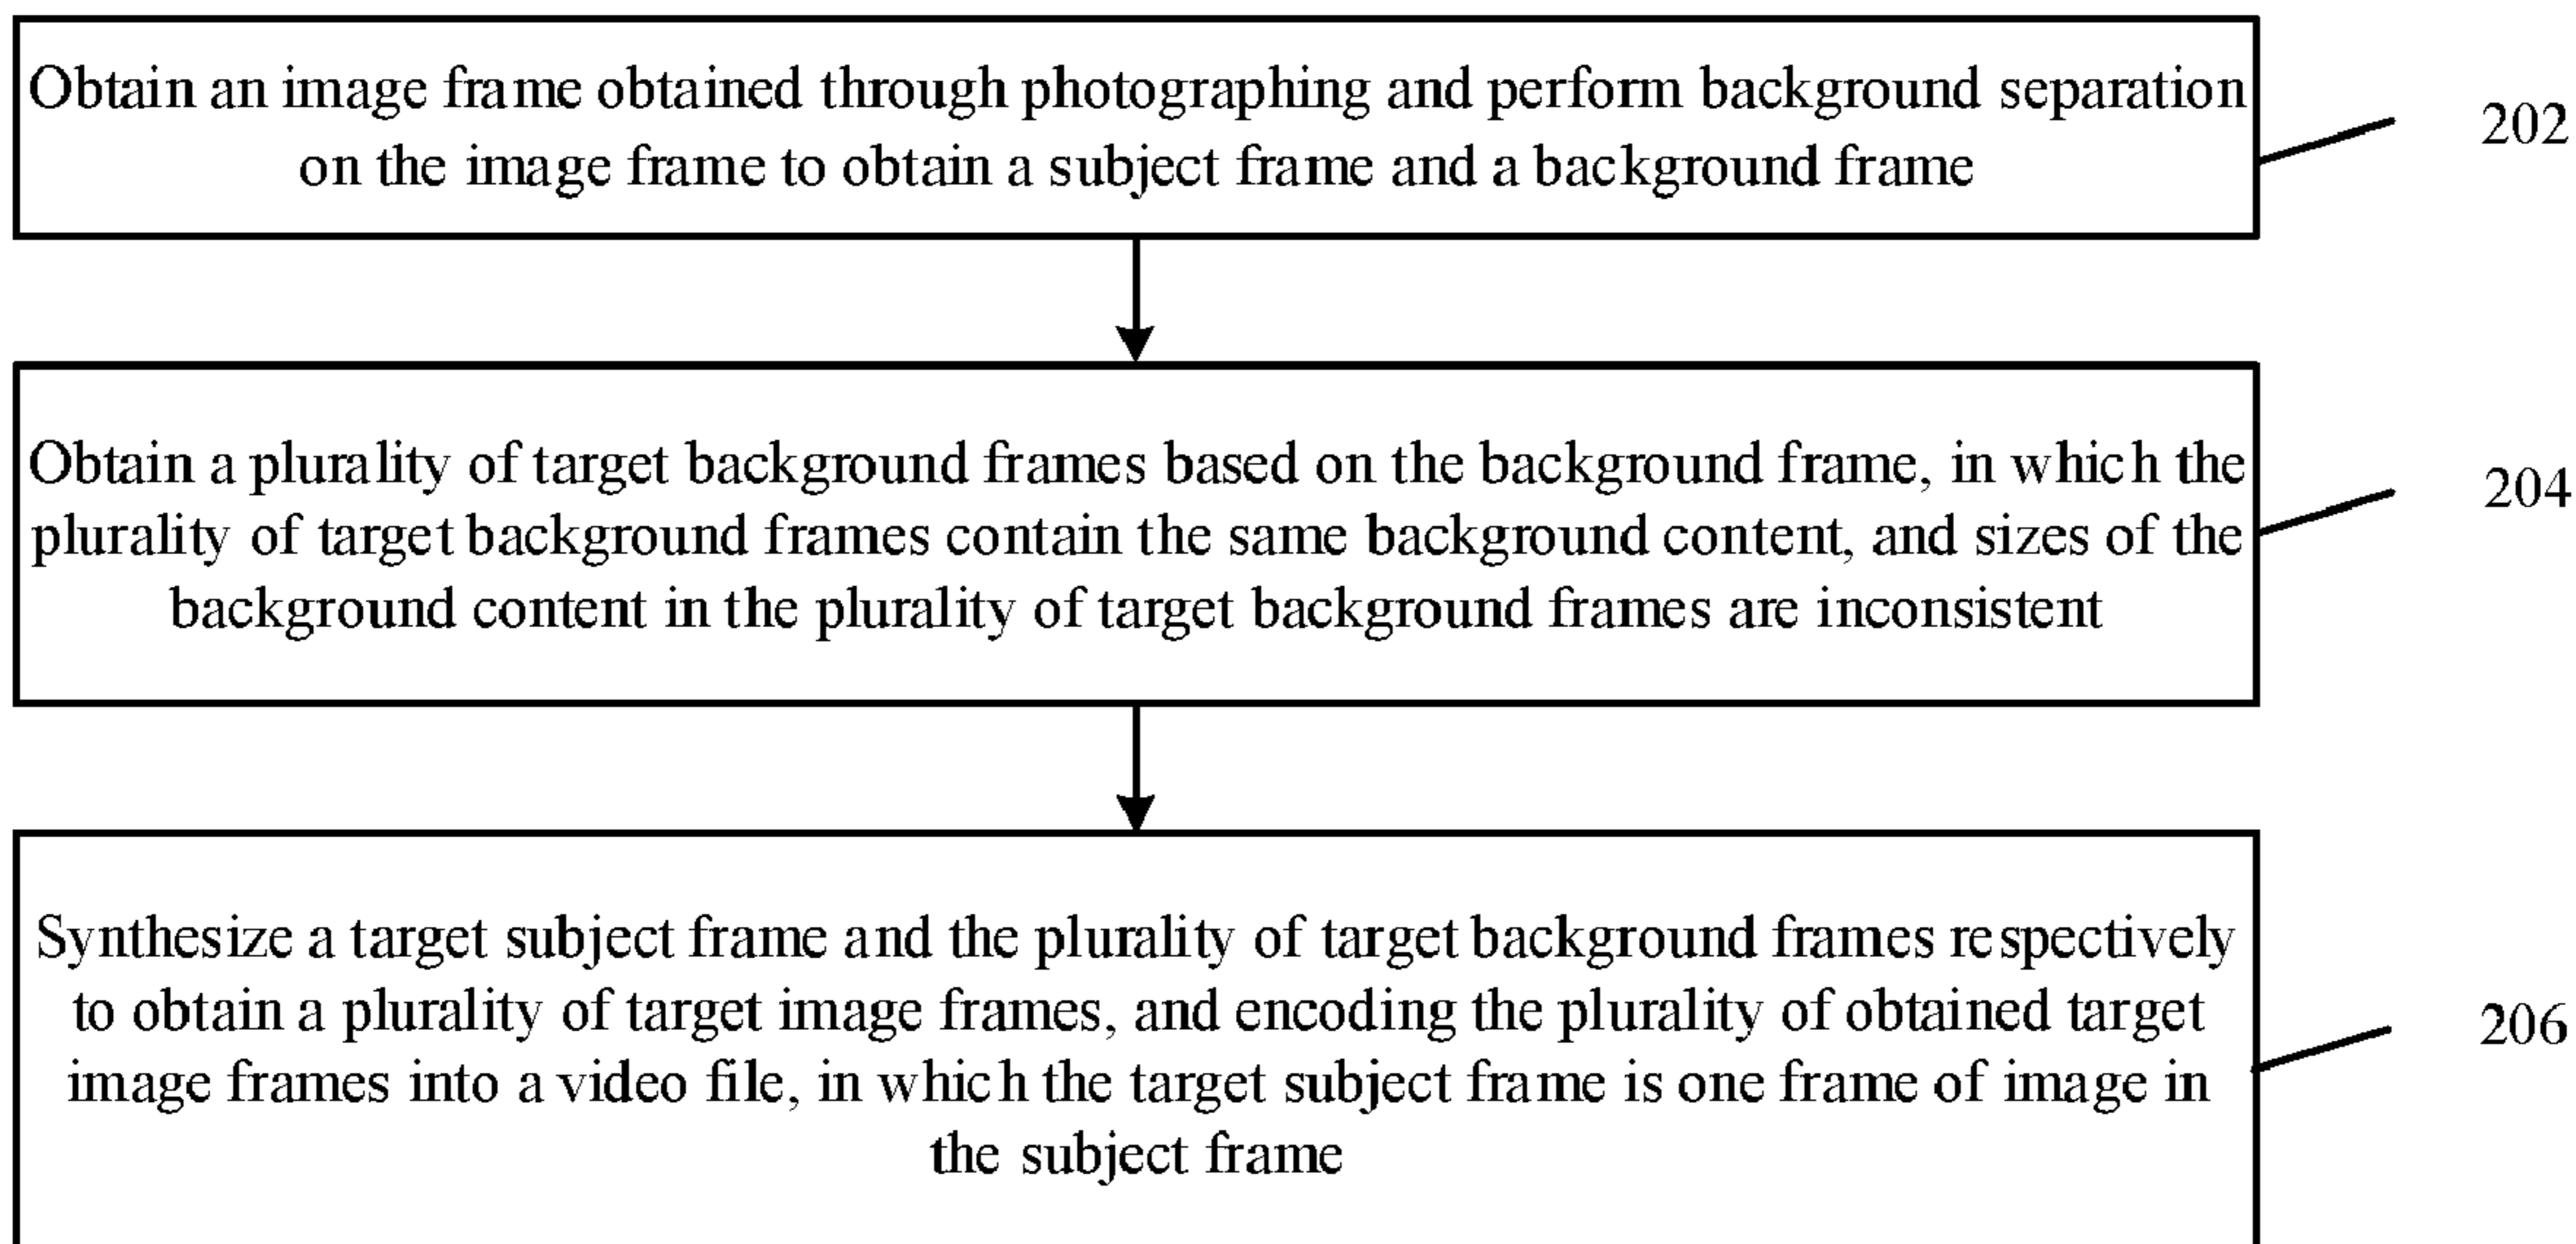 Obtain an image frame obtained through photographing and perform background separation
on the image frame to obtain a subject frame and a background frame
202
Obtain a plurality of target background frames based on the background frame, in which the
plurality of target background frames contain the same background content, and sizes of the
background content in the plurality of target background frames are inconsistent
204
Synthesize a target subject frame and the plurality of target background frames respectively
to obtain a plurality of target image frames, and encoding the plurality of obtained target
image frames into a video file, in which the target subject frame is one frame of image in
the subject frame
206